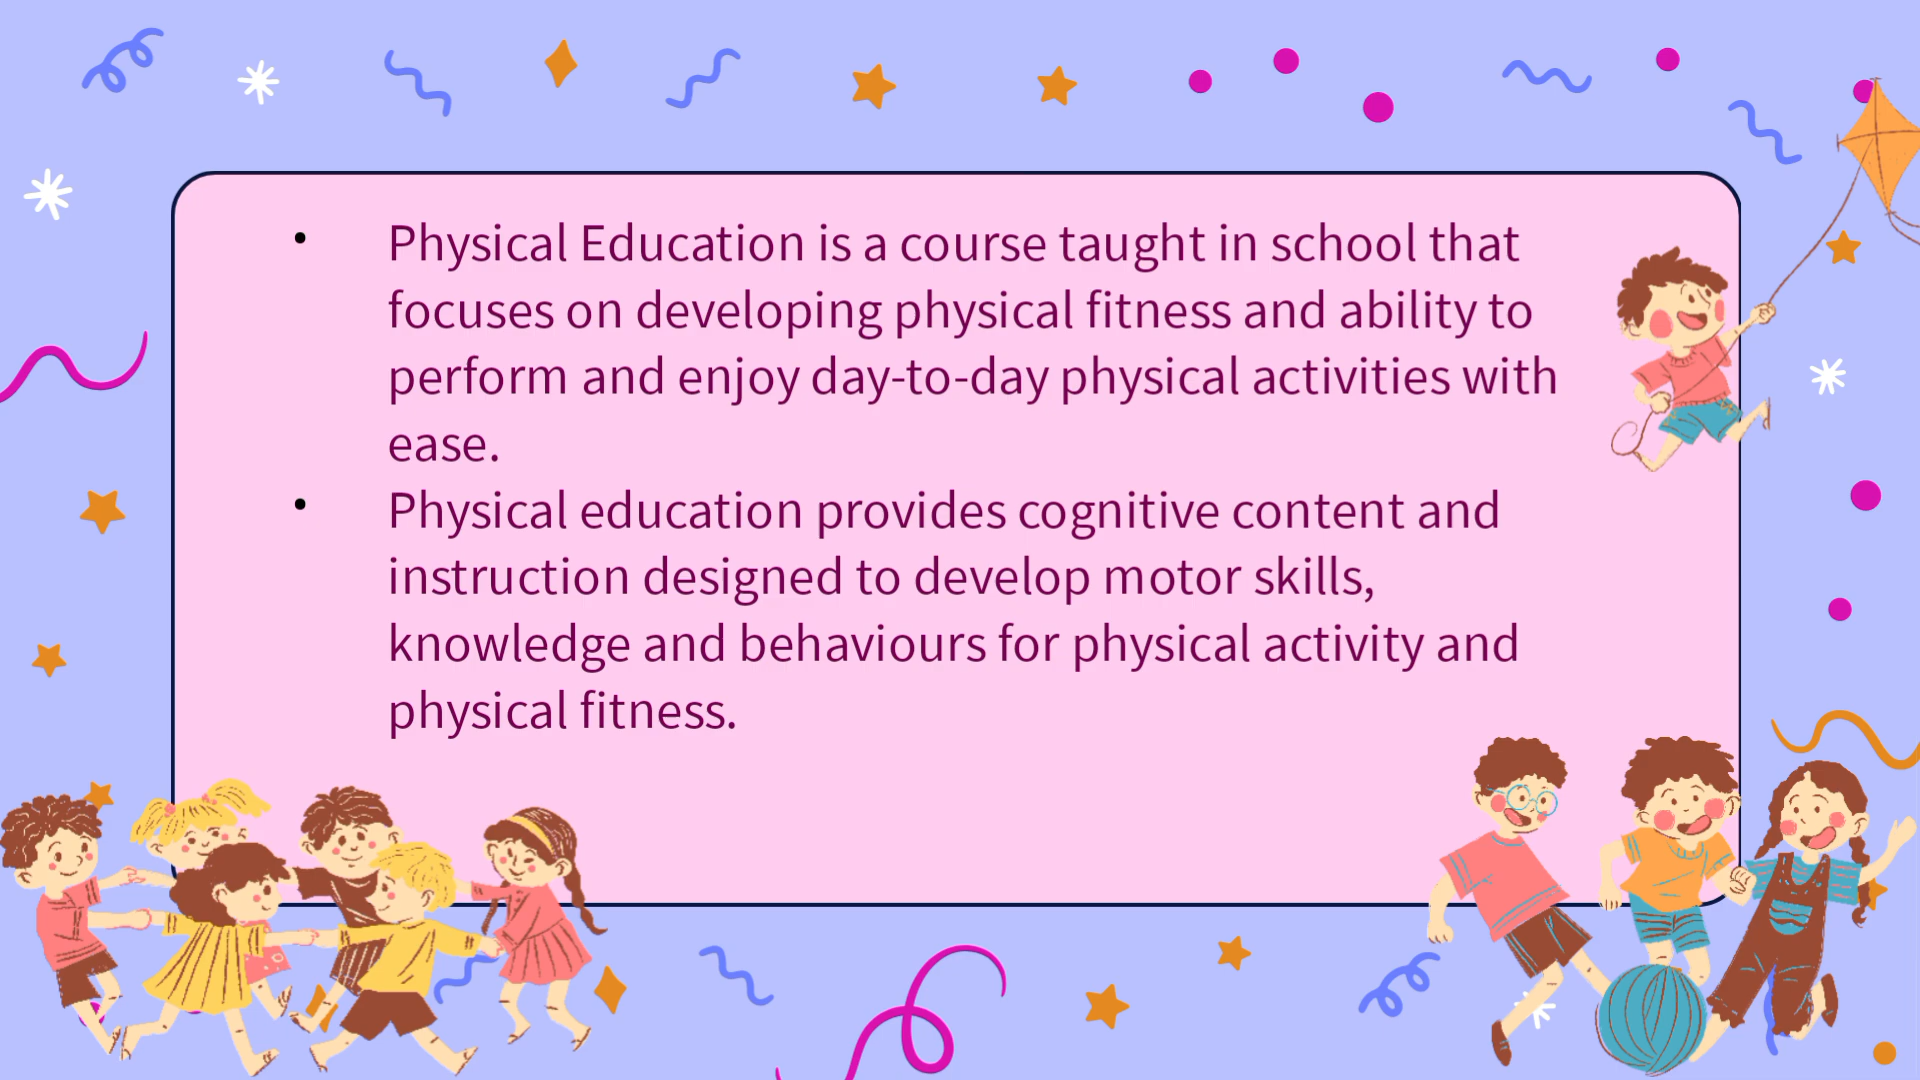 • Physical Education is a course taught in school that
focuses on developing physical fitness and ability to
perform and enjoy day-to-day physical activities with
ease.
• Physical education provides cognitive content and
instruction designed to develop motor skills,
knowledge and behaviours for physical activity and
physical fitness.